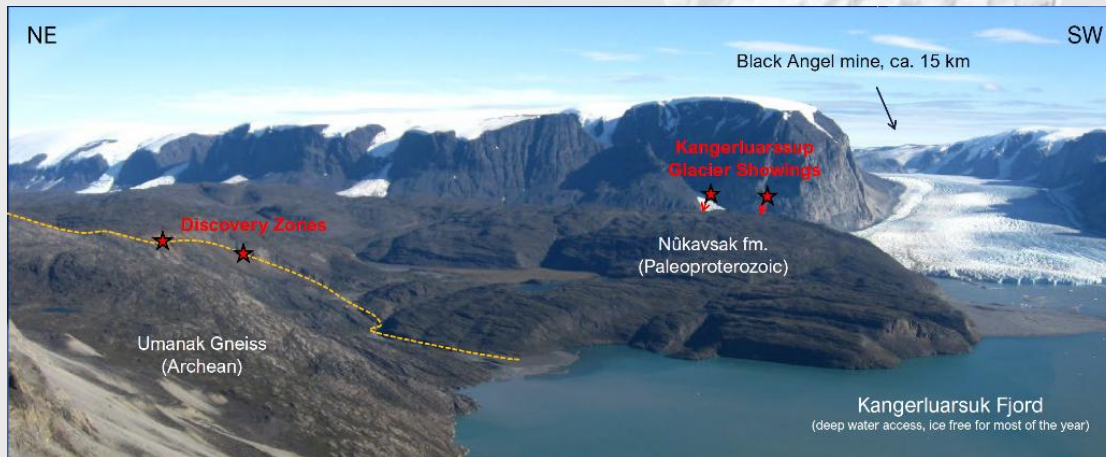 NE
SW
Black Angel mine, ca. 15 km
Kangerluarssup
Glacier Showings
Discovery Zones
Nûkavsak fm.
(Paleoproterozoic)
Umanak Gneiss
(Archean)
Kangerluarsuk Fjord
(deep water access, ice free for most of the year)